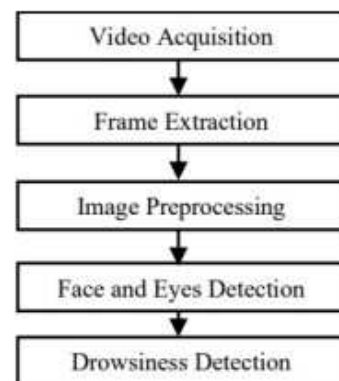 Video Acquisition
Frame Extraction
Image Preprocessing
Face and Eyes Detection
Drowsiness Detection